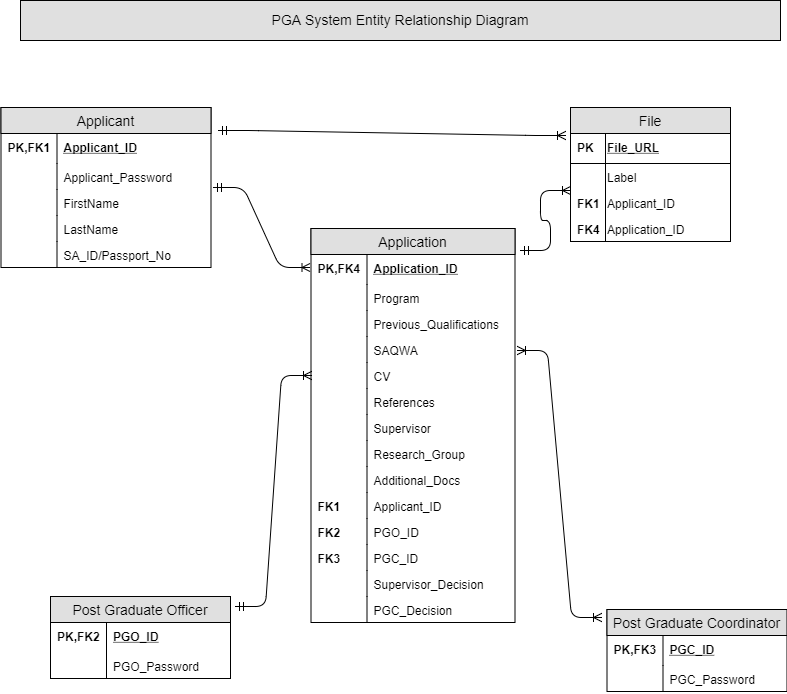 PGA System Entity Relationship Diagram
Applicant
PK,FK1 Applicant_ID
Applicant_Password
FirstName
LastName
SA_ID/Passport_No
File
PK File_URL
Label
FK1 Applicant_ID
FK4 Application_ID
Application
PK,FK4 Application_ID
Program
Previous_Qualifications
SAQWA
CV
References
Supervisor
Research_Group
Additional_Docs
FK1 Applicant_ID
FK2 PGO_ID
FK3 PGC_ID
Supervisor_Decision
PGC_Decision
Post Graduate Officer
PK,FK2 PGO_ID
PGO_Password
Post Graduate Coordinator
PK,FK3 PGC_ID
PGC_Password